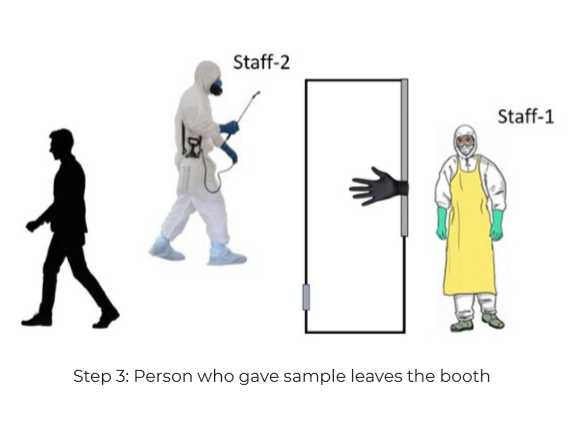 Staff-2
Staff-1
Step 3: Person who gave sample leaves the booth